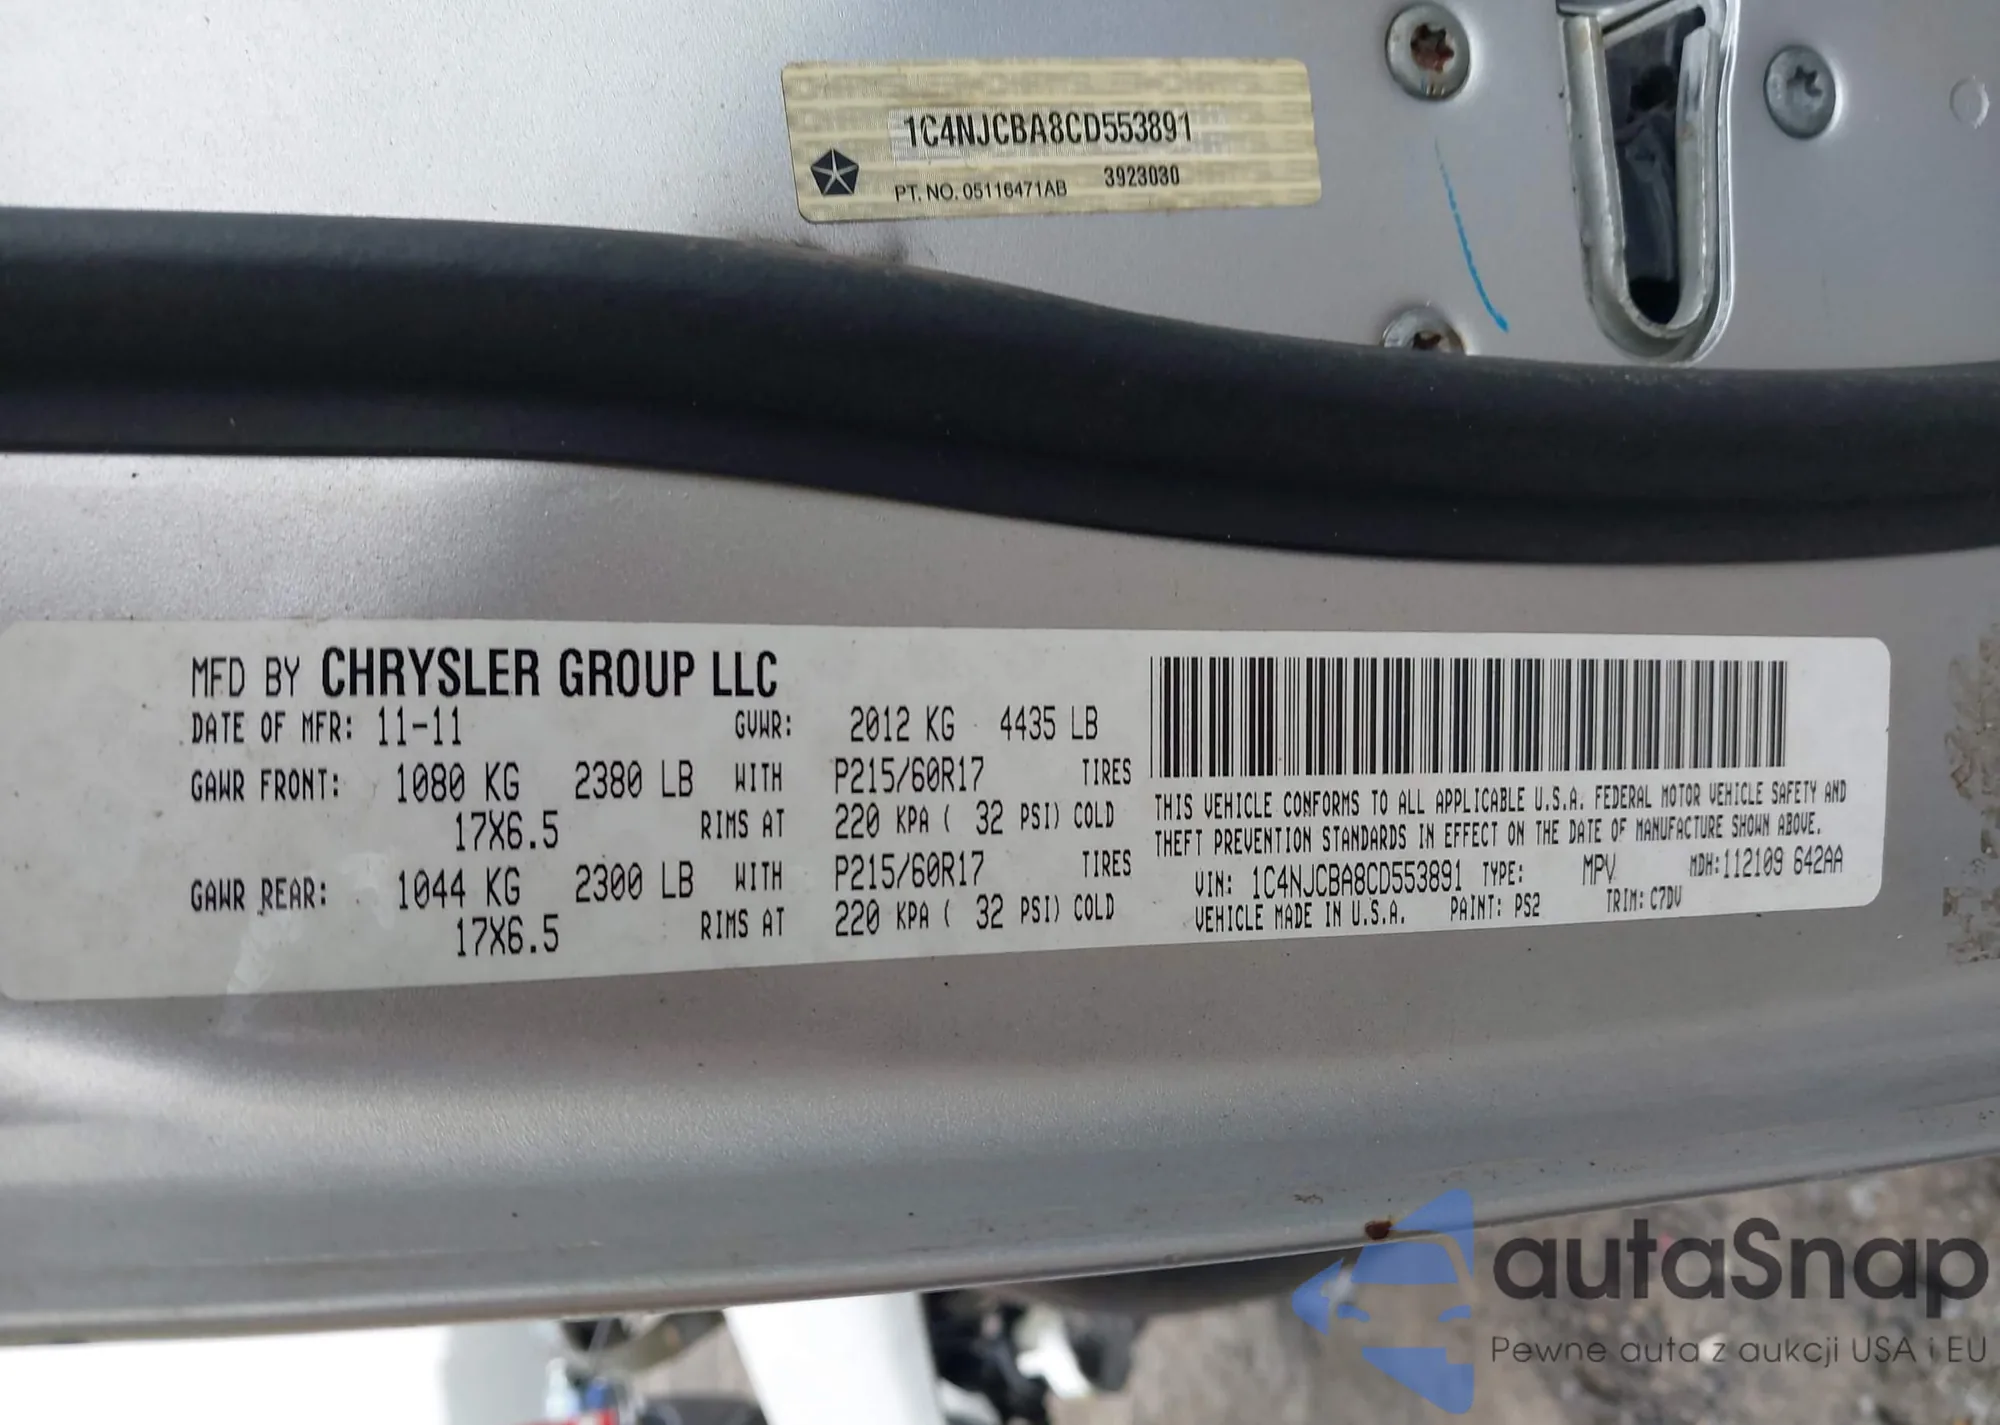 1C4NJCBA8CD553891
PT. NO. 05116471AB 3923030
MFD BY CHRYSLER GROUP LLC
DATE OF MFR: 11-11 GVWR: 2012 KG 4435 LB
GAWR FRONT: 1080 KG 2380 LB WITH P215/60R17 TIRES
17X6.5 RIMS AT 220 KPA ( 32 PSI) COLD
GAWR REAR: 1044 KG 2300 LB WITH P215/60R17 TIRES
17X6.5 RIMS AT 220 KPA ( 32 PSI) COLD
THIS VEHICLE CONFORMS TO ALL APPLICABLE U.S.A. FEDERAL MOTOR VEHICLE SAFETY AND
THEFT PREVENTION STANDARDS IN EFFECT ON THE DATE OF MANUFACTURE SHOWN ABOVE.
VIN: 1C4NJCBA8CD553891 TYPE: MPV MDH:112109 642AA
VEHICLE MADE IN U.S.A. PAINT: PS2 TRIM: C7DV
autaSnap
Pewne auta z aukcji USA i EU